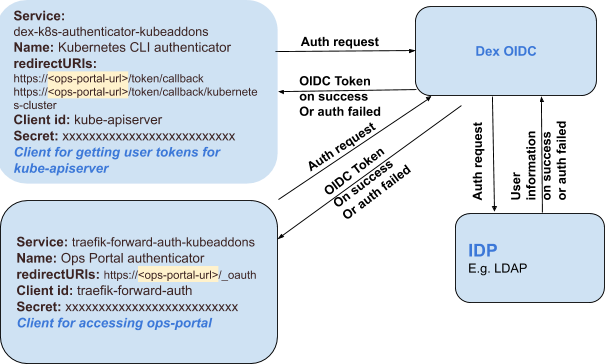 Service:
dex-k8s-authenticator-kubeaddons
Name: Kubernetes CLI authenticator
redirectURIs:
https://<ops-portal-url>/token/callback
https://<ops-portal-url>/token/callback/kubernete
s-cluster
Client id: kube-apiserver
Secret: xxxxxxxxxxxxxxxxxxxxxxxxxx
Client for getting user tokens for
kube-apiserver
Auth request
OIDC Token
on success
Or auth failed
Dex OIDC
Auth request
OIDC Token
On success
Or auth failed
Auth request
User
information
on success
or auth failed
Service: traefik-forward-auth-kubeaddons
Name: Ops Portal authenticator
redirectURIs: https://<ops-portal-url>/_oauth
Client id: traefik-forward-auth
Secret: xxxxxxxxxxxxxxxxxxxxxxxxxx
Client for accessing ops-portal
IDP
E.g. LDAP